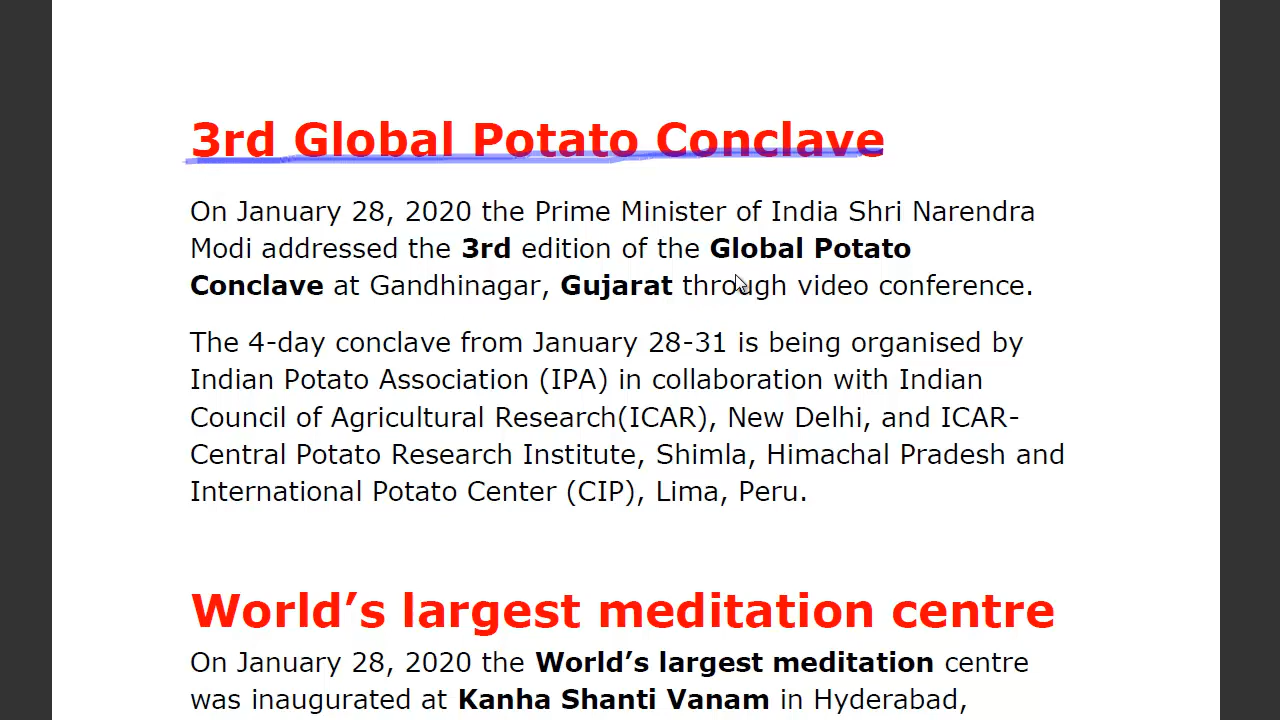 3rd Global Potato Conclave
On January 28, 2020 the Prime Minister of India Shri Narendra
Modi addressed the 3rd edition of the Global Potato
Conclave at Gandhinagar, Gujarat through video conference.
The 4-day conclave from January 28-31 is being organised by
Indian Potato Association (IPA) in collaboration with Indian
Council of Agricultural Research(ICAR), New Delhi, and ICAR-
Central Potato Research Institute, Shimla, Himachal Pradesh and
International Potato Center (CIP), Lima, Peru.
World’s largest meditation centre
On January 28, 2020 the World’s largest meditation centre
was inaugurated at Kanha Shanti Vanam in Hyderabad,